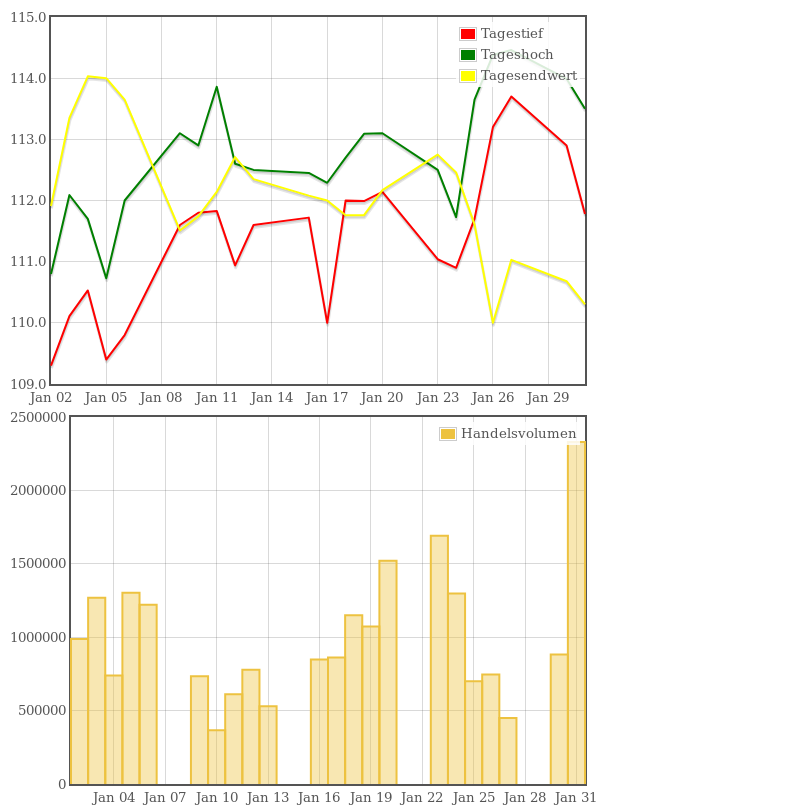 115.0
Tagestief
Tageshoch
114.0
Tagesendwert
113.0
112.0
111.0
110.0
109.0
Jan 02 Jan 05 Jan 08 Jan 11 Jan 14 Jan 17 Jan 20 Jan 23 Jan 26 Jan 29
2500000
Handelsvolumen
2000000
1500000
1000000
500000
0
Jan 04 Jan 07 Jan 10 Jan 13 Jan 16 Jan 19 Jan 22 Jan 25 Jan 28 Jan 31